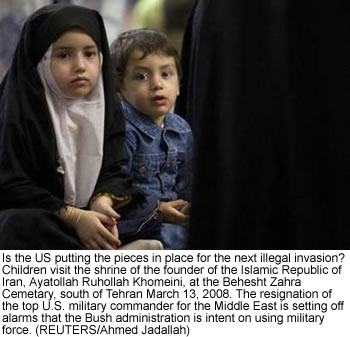 Is the US putting the pieces in place for the next illegal invasion?
Children visit the shrine of the founder of the Islamic Republic of
Iran, Ayatollah Ruhollah Khomeini, at the Behesht Zahra
Cemetary, south of Tehran March 13, 2008. The resignation of
the top U.S. military commander for the Middle East is setting off
alarms that the Bush administration is intent on using military
force. (REUTERS/Ahmed Jadallah)